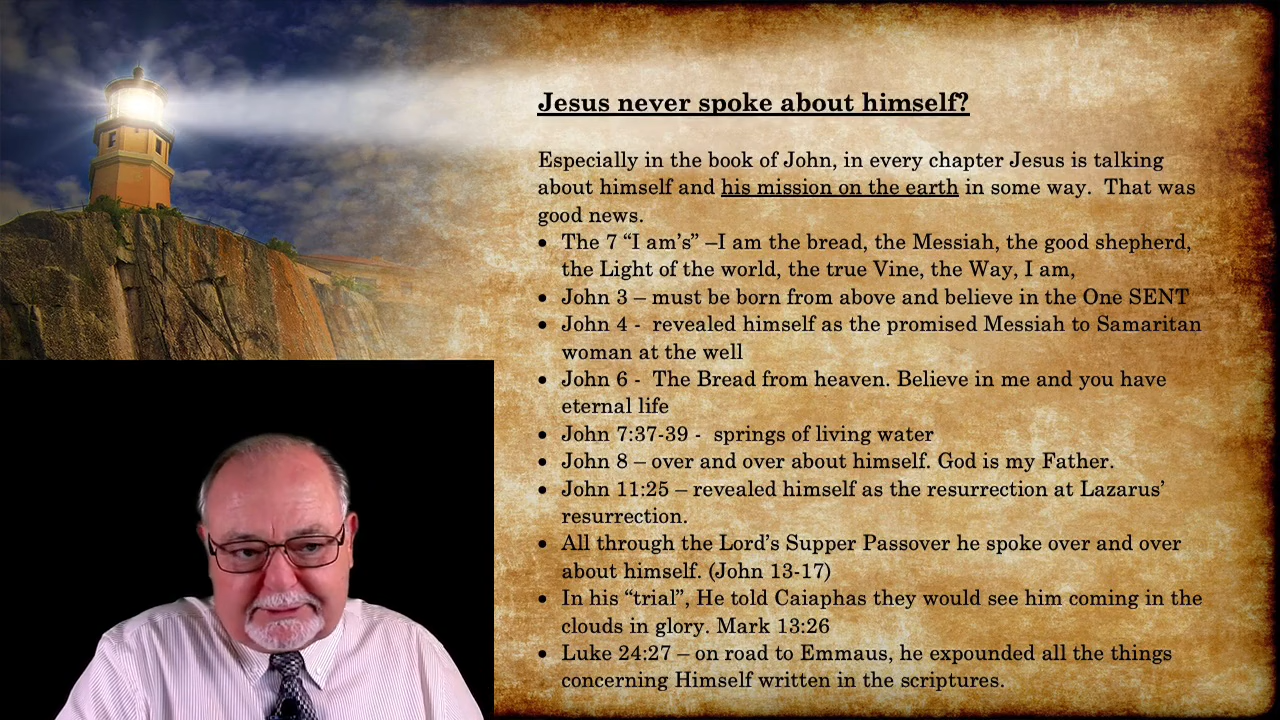 Jesus never spoke about himself?
Especially in the book of John, in every chapter Jesus is talking
about himself and his mission on the earth in some way.  That was
good news.
• The 7 “I am’s” –I am the bread, the Messiah, the good shepherd,
the Light of the world, the true Vine, the Way, I am,
• John 3 – must be born from above and believe in the One SENT
• John 4 -  revealed himself as the promised Messiah to Samaritan
woman at the well
• John 6 -  The Bread from heaven. Believe in me and you have
eternal life
• John 7:37-39 -  springs of living water
• John 8 – over and over about himself. God is my Father.
• John 11:25 – revealed himself as the resurrection at Lazarus’
resurrection.
• All through the Lord’s Supper Passover he spoke over and over
about himself. (John 13-17)
• In his “trial”, He told Caiaphas they would see him coming in the
clouds in glory. Mark 13:26
• Luke 24:27 – on road to Emmaus, he expounded all the things
concerning Himself written in the scriptures.